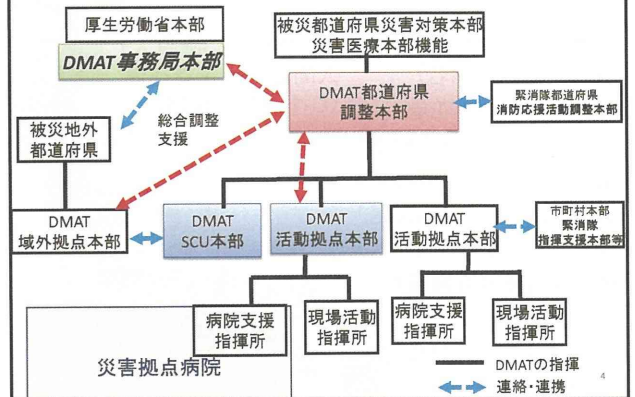 厚生労働省本部
DMAT事務局本部
被災都道府県災害対策本部
災害医療本部機能
DMAT都道府県
調整本部
緊消隊都道府県
消防応援活動調整本部
総合調整
支援
被災地外
都道府県
DMAT
域外拠点本部
DMAT
SCU本部
DMAT
活動拠点本部
DMAT
活動拠点本部
市町村本部
緊消隊
指揮支援本部等
病院支援
指揮所
現場活動
指揮所
病院支援
指揮所
現場活動
指揮所
災害拠点病院
DMATの指揮
連絡・連携
4